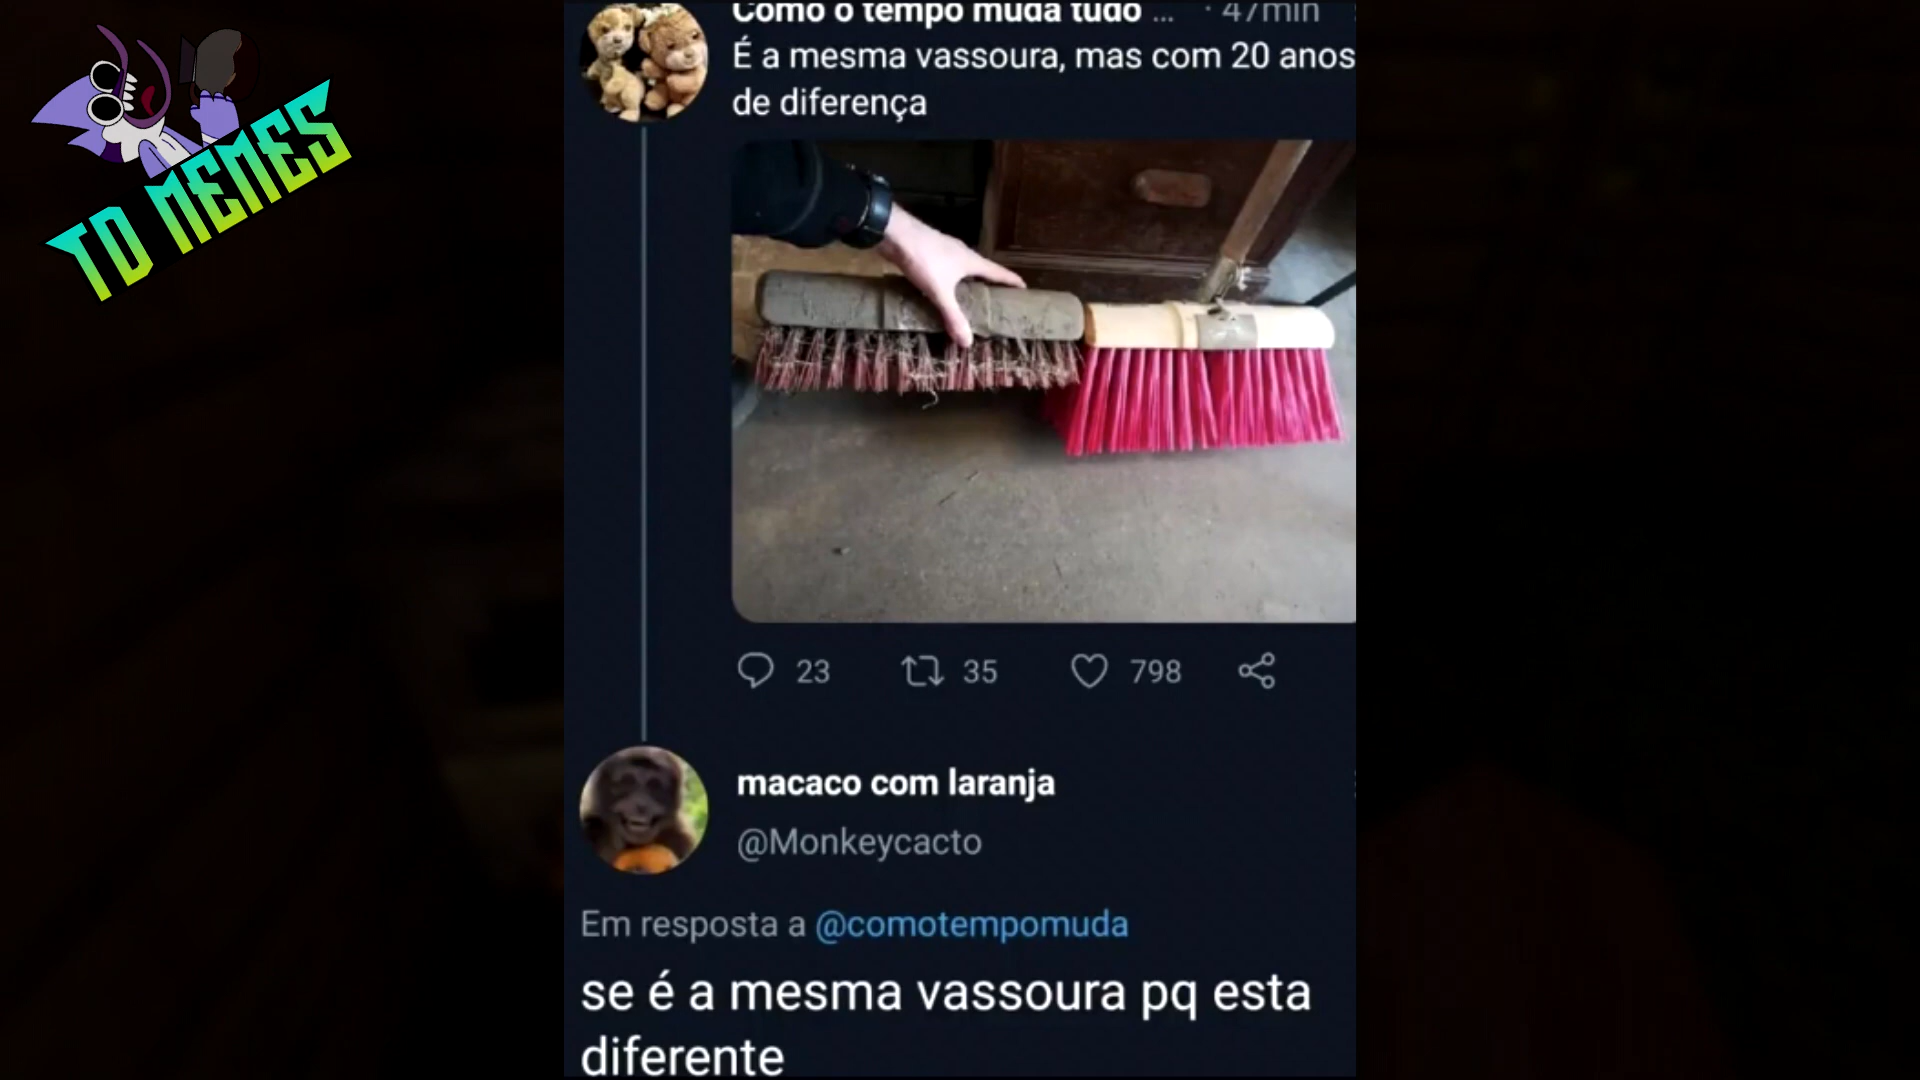 TD MEMES
Como o tempo muda tudo ... · 47min
É a mesma vassoura, mas com 20 anos
de diferença
23 35 798
macaco com laranja
@Monkeycacto
Em resposta a @comotempomuda
se é a mesma vassoura pq esta
diferente